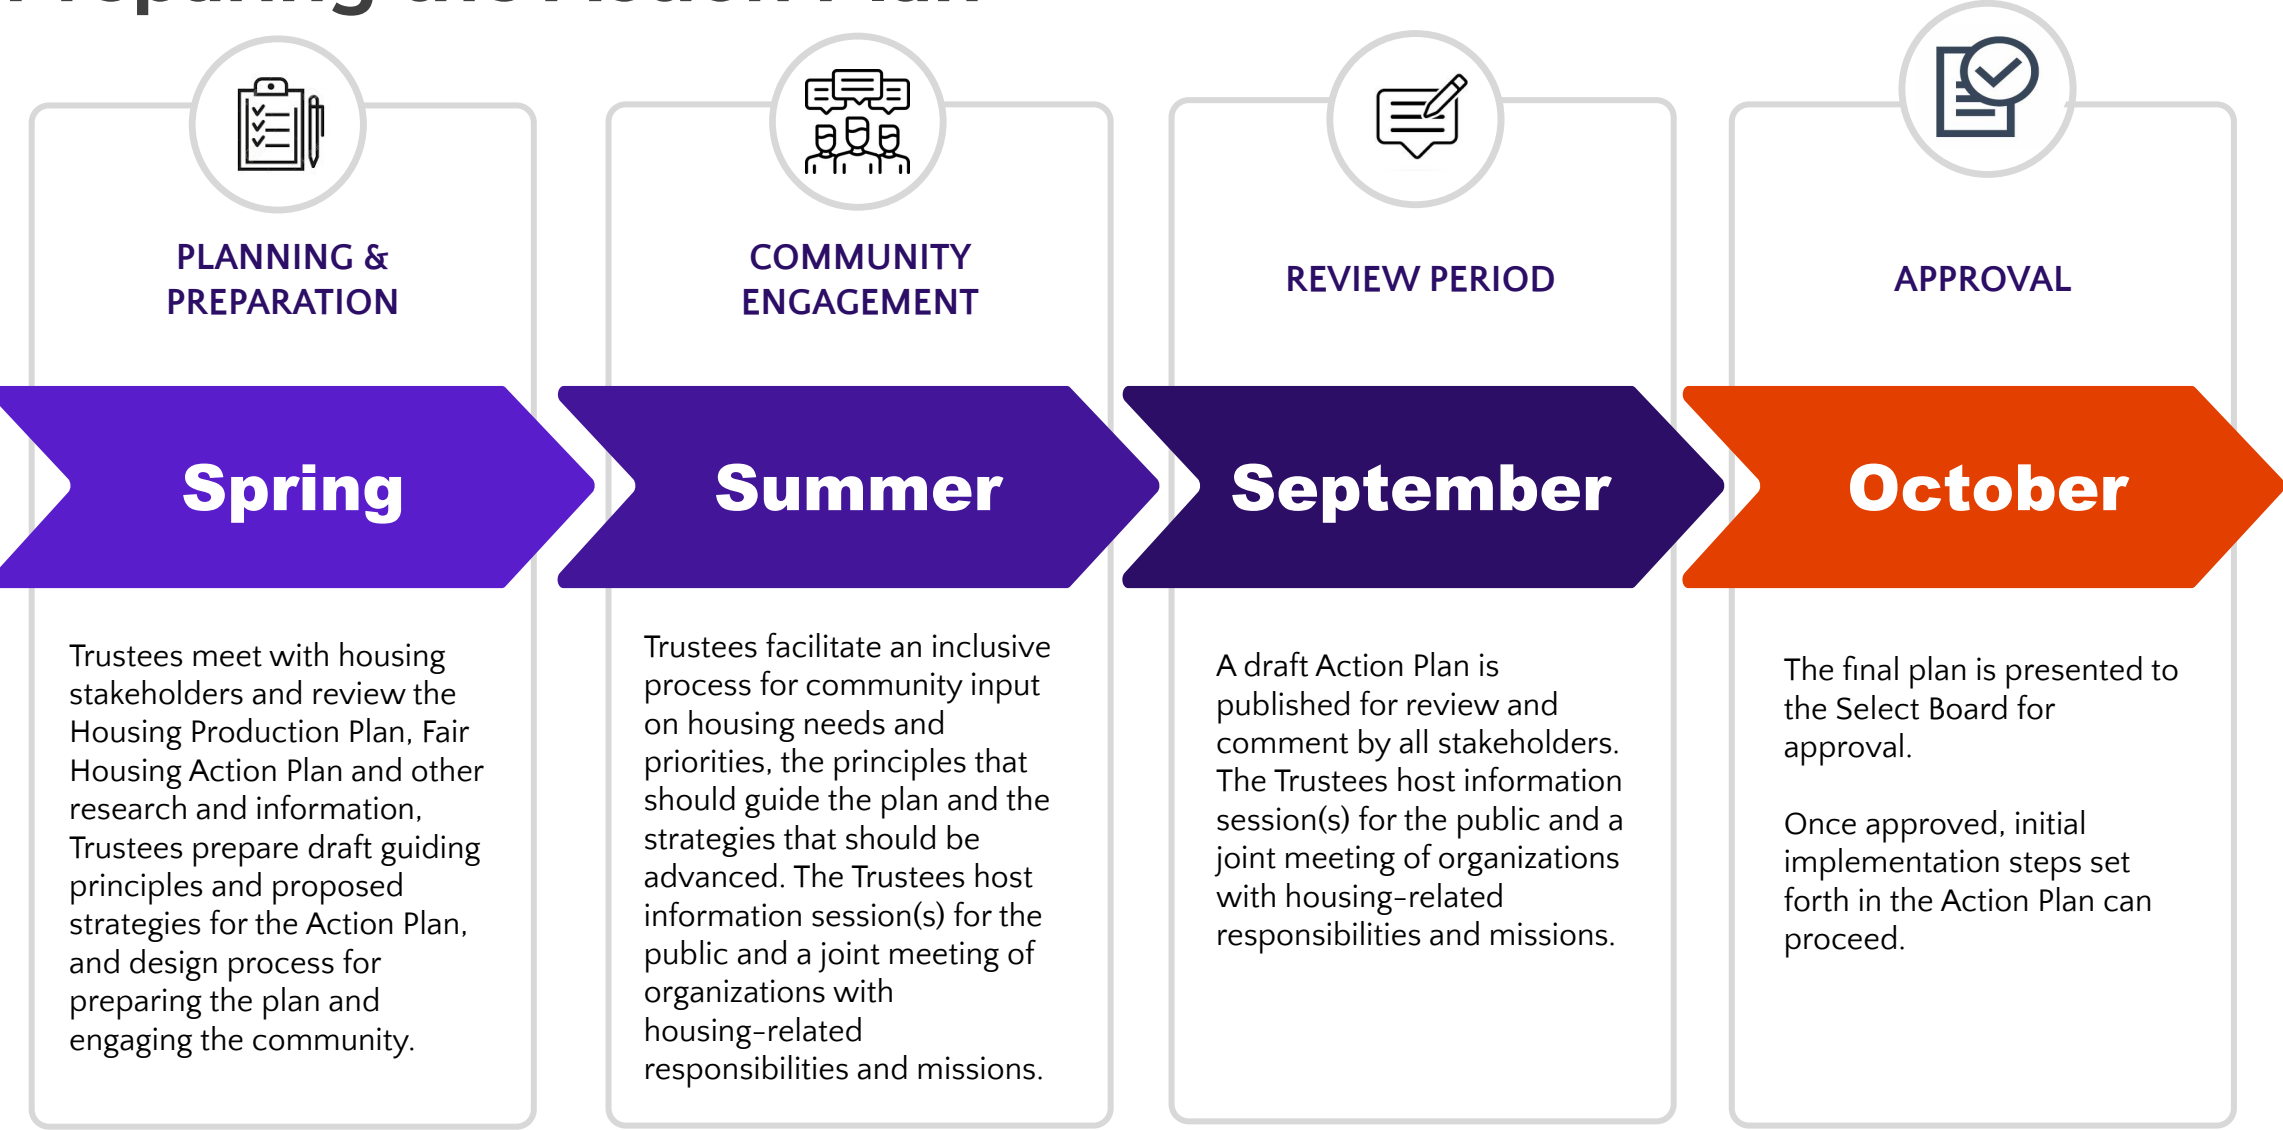 Preparing the Action Plan
PLANNING &
PREPARATION
Spring
Trustees meet with housing
stakeholders and review the
Housing Production Plan, Fair
Housing Action Plan and other
research and information,
Trustees prepare draft guiding
principles and proposed
strategies for the Action Plan,
and design process for
preparing the plan and
engaging the community.
COMMUNITY
ENGAGEMENT
Summer
Trustees facilitate an inclusive
process for community input
on housing needs and
priorities, the principles that
should guide the plan and the
strategies that should be
advanced. The Trustees host
information session(s) for the
public and a joint meeting of
organizations with
housing-related
responsibilities and missions.
REVIEW PERIOD
September
A draft Action Plan is
published for review and
comment by all stakeholders.
The Trustees host information
session(s) for the public and a
joint meeting of organizations
with housing-related
responsibilities and missions.
APPROVAL
October
The final plan is presented to
the Select Board for
approval.
Once approved, initial
implementation steps set
forth in the Action Plan can
proceed.